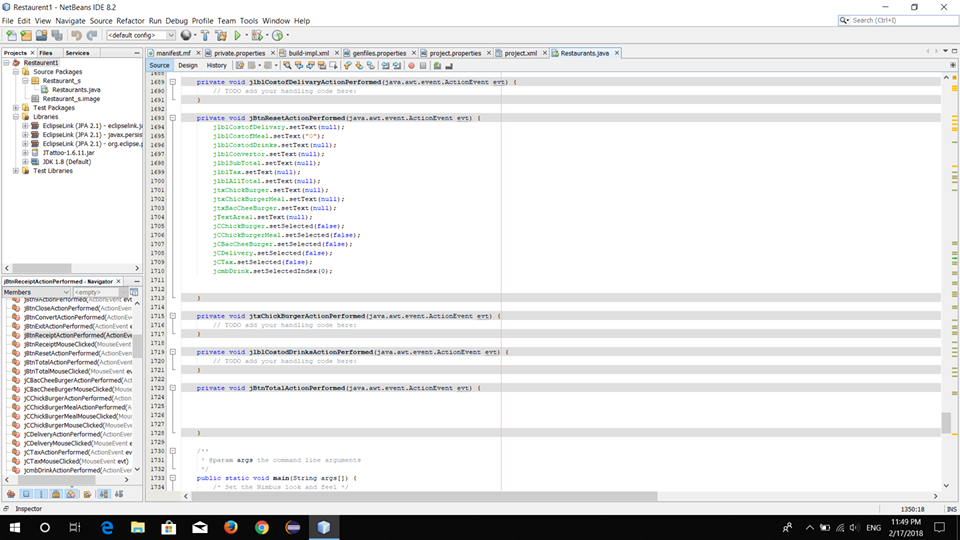 Restaurent1 - NetBeans IDE 8.2
File Edit View Navigate Source Refactor Run Debug Profile Team Tools Window Help
Search (Ctrl+I)
<default config>
Projects Files Services
manifest.mf private.properties build-impl.xml genfiles.properties project.properties project.xml Restaurants.java
Source Design History
Restaurent1
Source Packages
Restaurant_s
Restaurants.java
Restaurant_s.image
Test Packages
Libraries
EclipseLink (JPA 2.1) - eclipselink.ja
EclipseLink (JPA 2.1) - javax.persis
EclipseLink (JPA 2.1) - org.eclipse.
JTattoo-1.6.11.jar
JDK 1.8 (Default)
Test Libraries
jBtnReceiptActionPerformed - Navigator
Members <empty>
jBtnCloseActionPerformed(ActionEvent
jBtnConvertActionPerformed(ActionEv
jBtnExitActionPerformed(ActionEvent
jBtnReceiptActionPerformed(ActionEve
jBtnReceiptMouseClicked(MouseEvent
jBtnResetActionPerformed(ActionEven
jBtnTotalActionPerformed(ActionEven
jBtnTotalMouseClicked(MouseEvent ev
jCBacCheeBurgerActionPerformed(Ac
jCBacCheeBurgerMouseClicked(Mouse
jCChickBurgerActionPerformed(Action
jCChickBurgerMealActionPerformed(A
jCChickBurgerMealMouseClicked(Mous
jCChickBurgerMouseClicked(MouseEve
jCDeliveryActionPerformed(ActionEve
jCDeliveryMouseClicked(MouseEvent e
jCTaxActionPerformed(ActionEvent ev
jCTaxMouseClicked(MouseEvent evt)
jcmbDrinkActionPerformed(ActionEve
1688
1689 private void jlblCostofDelivaryActionPerformed(java.awt.event.ActionEvent evt) {
1690 // TODO add your handling code here:
1691 }
1692
1693 private void jBtnResetActionPerformed(java.awt.event.ActionEvent evt) {
1694 jlblCostofDelivary.setText(null);
1695 jlblCostofMeal.setText("0");
1696 jlblCostodDrinks.setText(null);
1697 jlblConvertor.setText(null);
1698 jlblSubTotal.setText(null);
1699 jlblTax.setText(null);
1700 jlblAllTotal.setText(null);
1701 jtxChickBurger.setText(null);
1702 jtxChickBurgerMeal.setText(null);
1703 jtxBacCheeBurger.setText(null);
1704 jTextArea1.setText(null);
1705 jCChickBurger.setSelected(false);
1706 jCChickBurgerMeal.setSelected(false);
1707 jCBacCheeBurger.setSelected(false);
1708 jCDelivery.setSelected(false);
1709 jCTax.setSelected(false);
1710 jcmbDrink.setSelectedIndex(0);
1711
1712
1713 }
1714
1715 private void jtxChickBurgerActionPerformed(java.awt.event.ActionEvent evt) {
1716 // TODO add your handling code here:
1717 }
1718
1719 private void jlblCostodDrinksActionPerformed(java.awt.event.ActionEvent evt) {
1720 // TODO add your handling code here:
1721 }
1722
1723 private void jBtnTotalActionPerformed(java.awt.event.ActionEvent evt) {
1724
1725
1726
1727
1728 }
1729
1730 /**
1731 * @param args the command line arguments
1732 */
1733 public static void main(String args[]) {
1734 /* Set the Nimbus look and feel */
Inspector
1350:18 INS
ENG
11:49 PM
2/17/2018